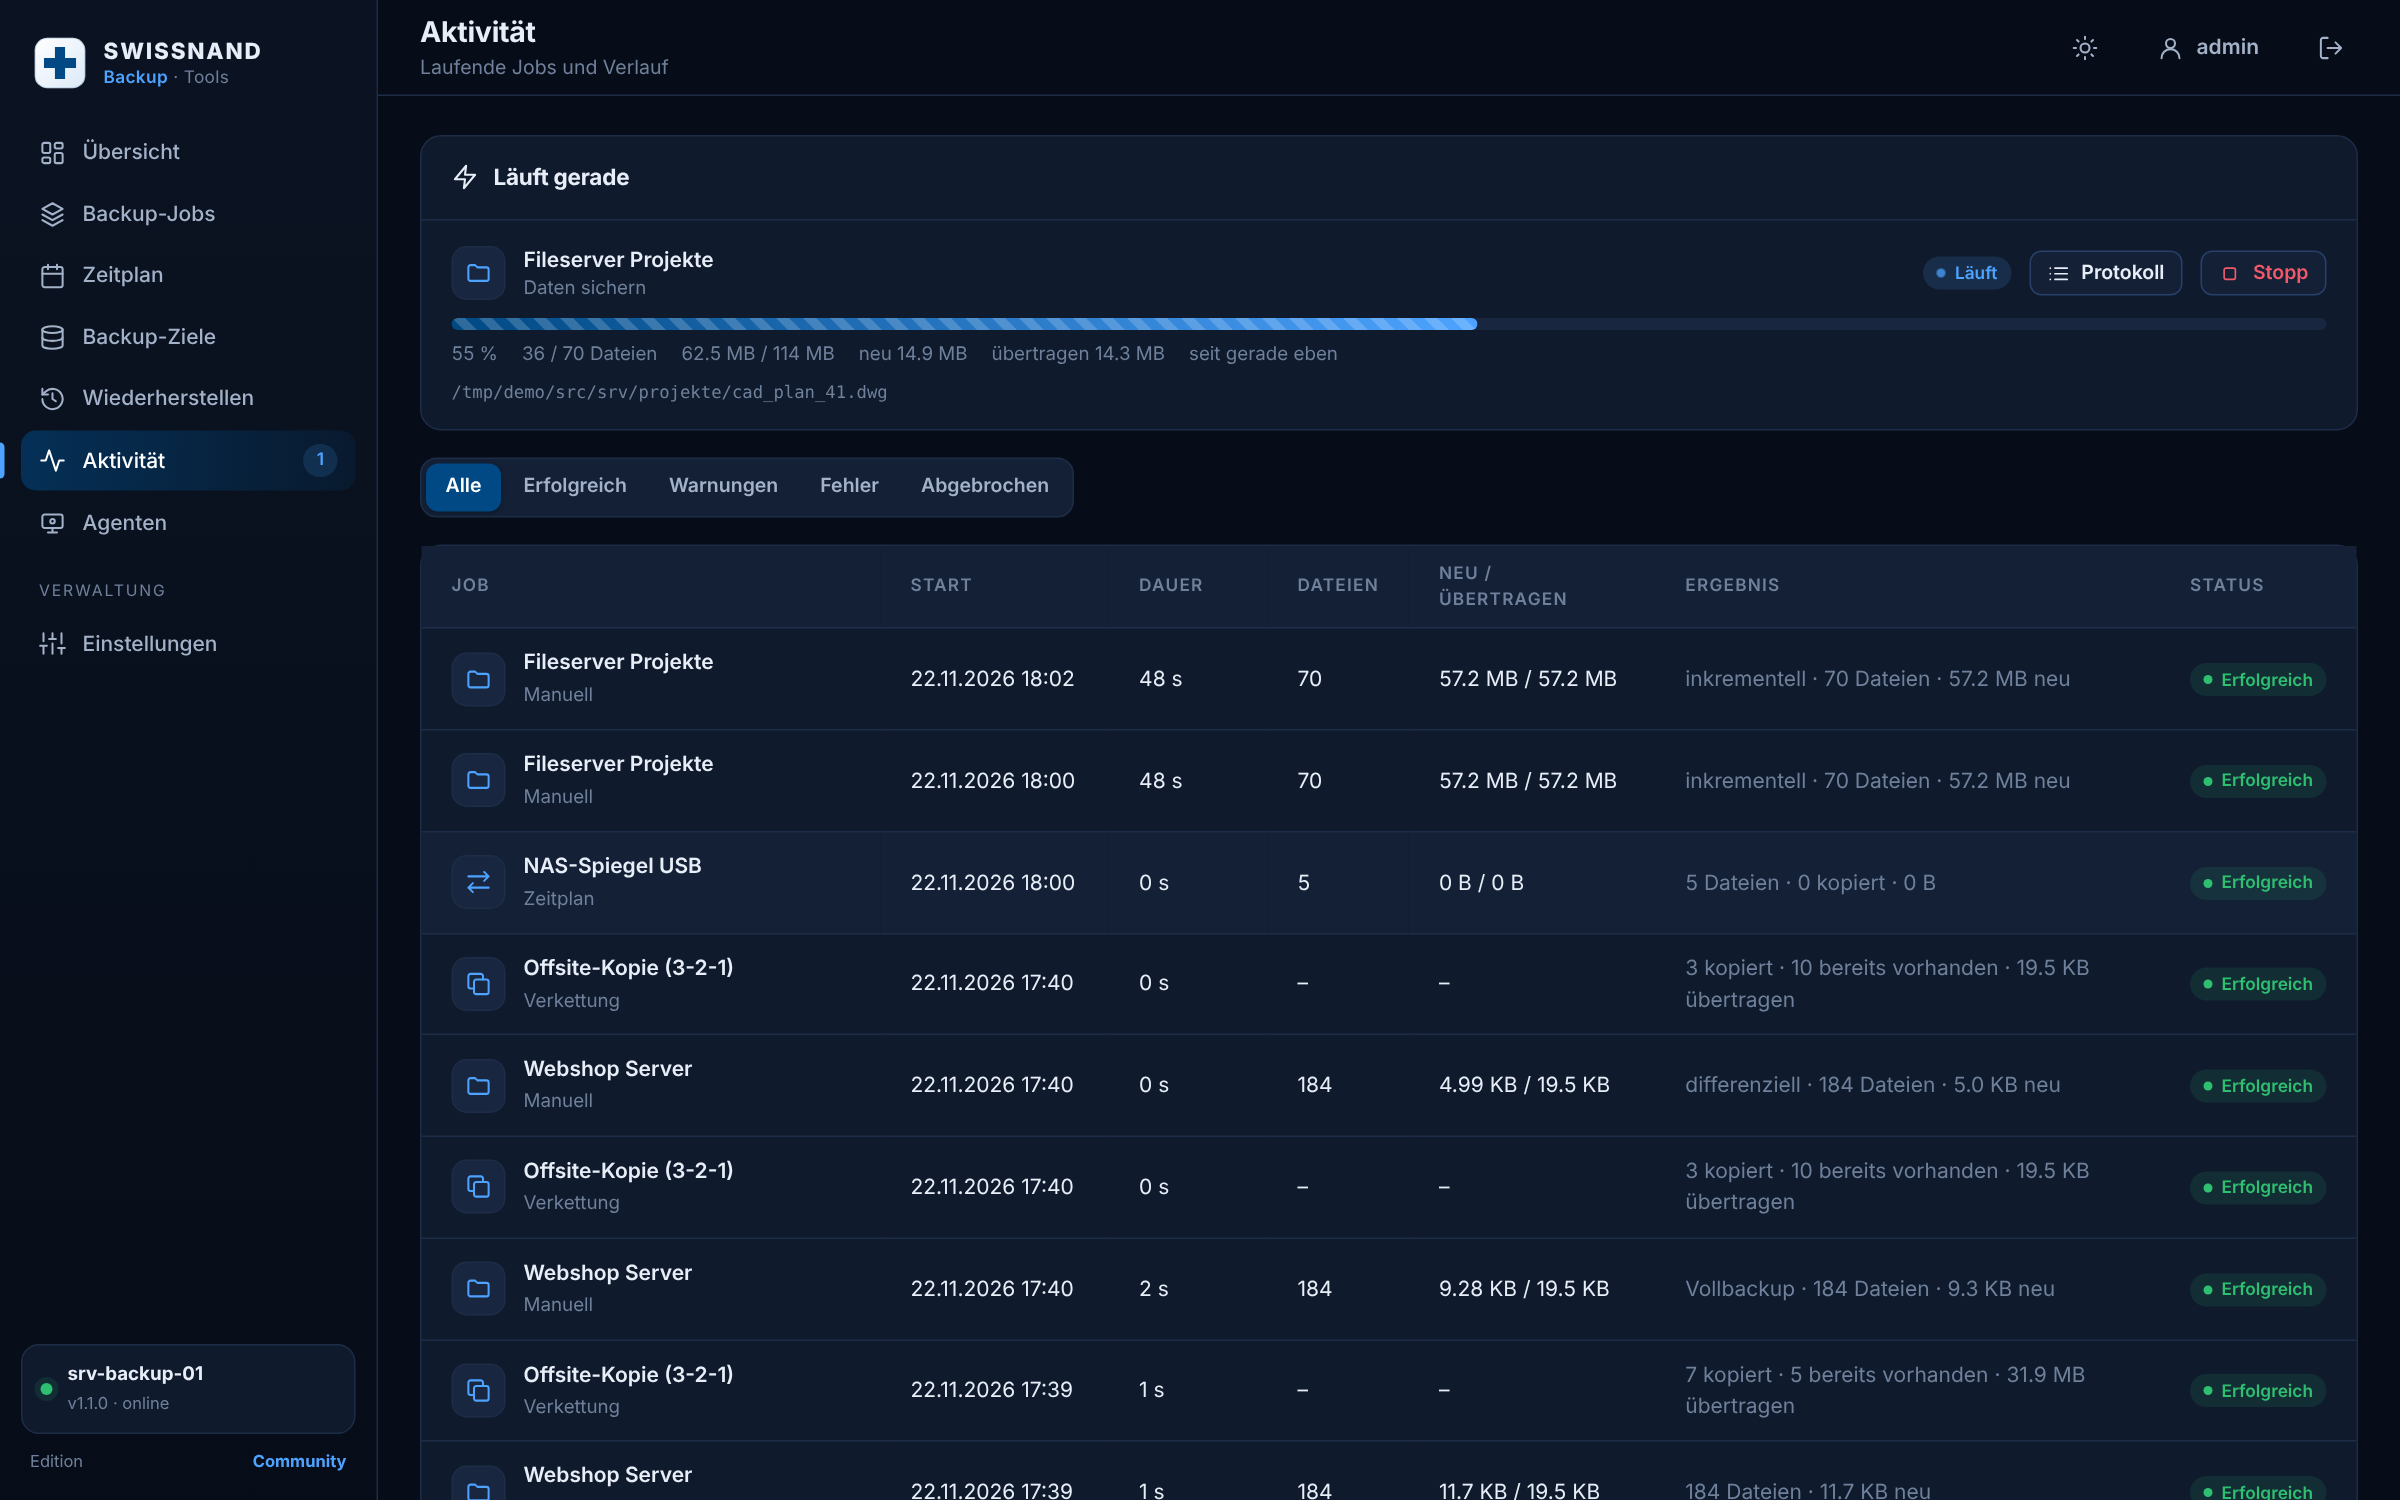 SWISSNAND
Backup · Tools
Übersicht
Backup-Jobs
Zeitplan
Backup-Ziele
Wiederherstellen
Aktivität 1
Agenten
VERWALTUNG
Einstellungen
srv-backup-01
v1.1.0 · online
Edition Community
Aktivität
Laufende Jobs und Verlauf
admin
Läuft gerade
Fileserver Projekte
Daten sichern
Läuft Protokoll Stopp
55 % 36 / 70 Dateien 62.5 MB / 114 MB neu 14.9 MB übertragen 14.3 MB seit gerade eben
/tmp/demo/src/srv/projekte/cad_plan_41.dwg
Alle Erfolgreich Warnungen Fehler Abgebrochen
JOB START DAUER DATEIEN NEU / ÜBERTRAGEN ERGEBNIS STATUS
Fileserver Projekte
Manuell
22.11.2026 18:02 48 s 70 57.2 MB / 57.2 MB inkrementell · 70 Dateien · 57.2 MB neu Erfolgreich
Fileserver Projekte
Manuell
22.11.2026 18:00 48 s 70 57.2 MB / 57.2 MB inkrementell · 70 Dateien · 57.2 MB neu Erfolgreich
NAS-Spiegel USB
Zeitplan
22.11.2026 18:00 0 s 5 0 B / 0 B 5 Dateien · 0 kopiert · 0 B Erfolgreich
Offsite-Kopie (3-2-1)
Verkettung
22.11.2026 17:40 0 s – – 3 kopiert · 10 bereits vorhanden · 19.5 KB
übertragen
Erfolgreich
Webshop Server
Manuell
22.11.2026 17:40 0 s 184 4.99 KB / 19.5 KB differenziell · 184 Dateien · 5.0 KB neu Erfolgreich
Offsite-Kopie (3-2-1)
Verkettung
22.11.2026 17:40 0 s – – 3 kopiert · 10 bereits vorhanden · 19.5 KB
übertragen
Erfolgreich
Webshop Server
Manuell
22.11.2026 17:40 2 s 184 9.28 KB / 19.5 KB Vollbackup · 184 Dateien · 9.3 KB neu Erfolgreich
Offsite-Kopie (3-2-1)
Verkettung
22.11.2026 17:39 1 s – – 7 kopiert · 5 bereits vorhanden · 31.9 MB
übertragen
Erfolgreich
Webshop Server
22.11.2026 17:39 1 s 184 11.7 KB / 19.5 KB 184 Dateien · 11.7 KB neu Erfolgreich